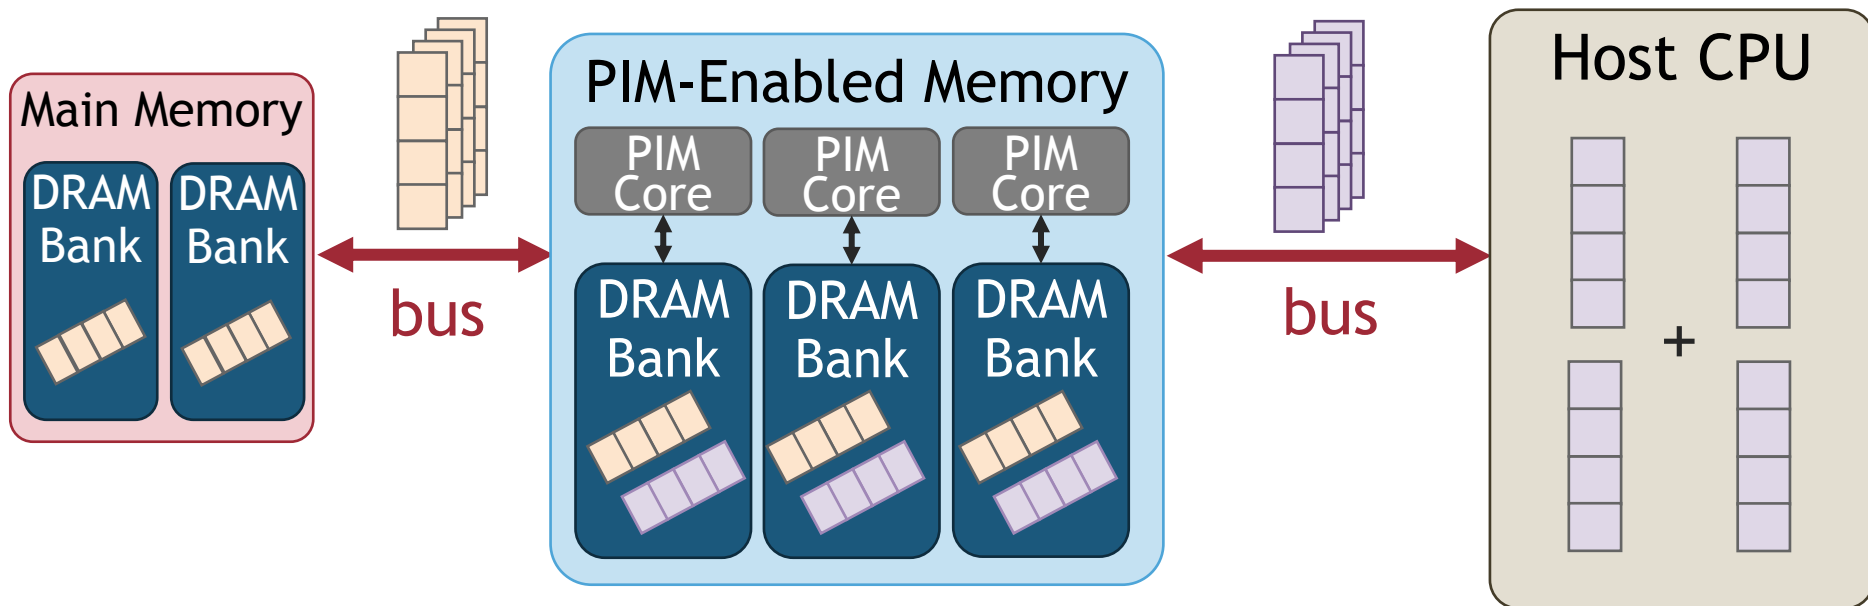 Main Memory
DRAM
Bank
DRAM
Bank
bus
PIM-Enabled Memory
PIM
Core
PIM
Core
PIM
Core
DRAM
Bank
DRAM
Bank
DRAM
Bank
bus
Host CPU
+